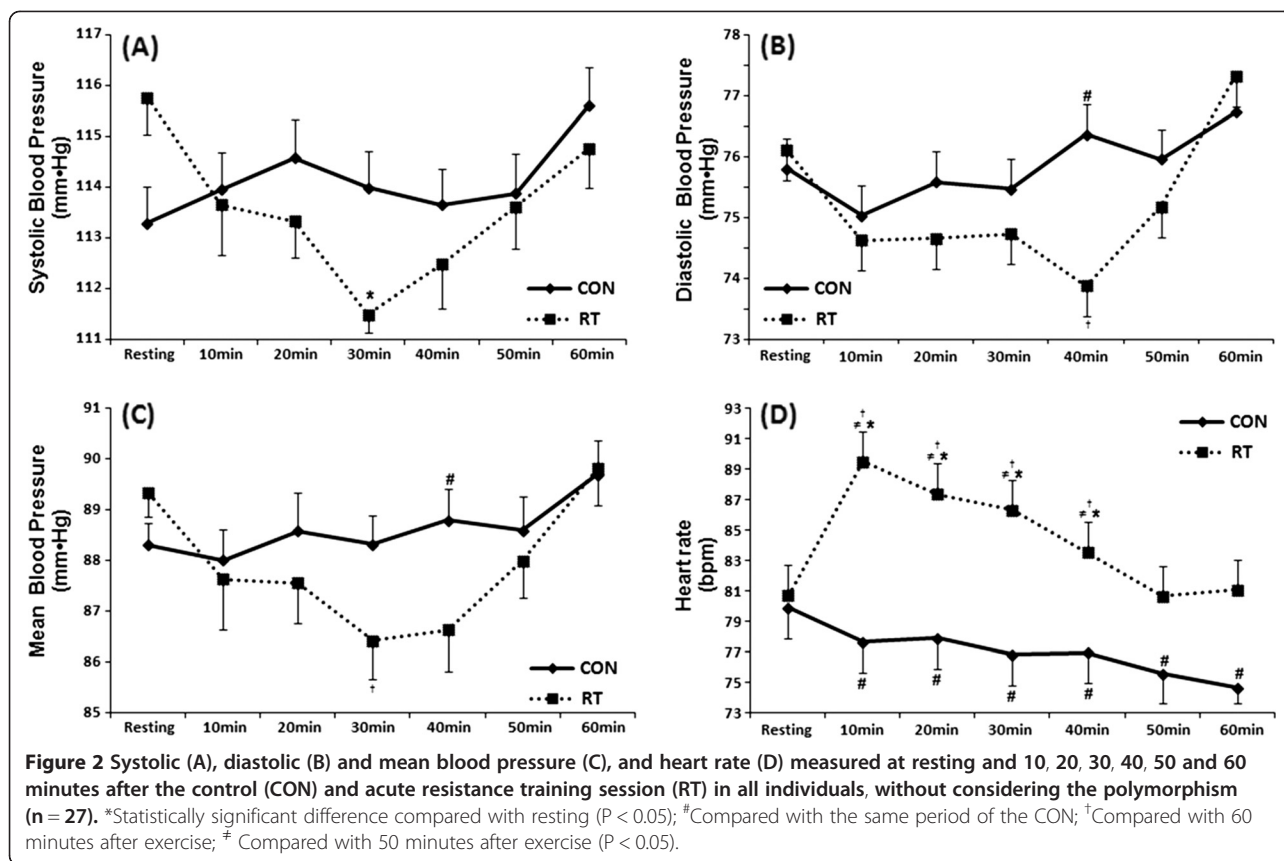 (A)
Systolic Blood Pressure
(mm•Hg)
117
116
115
114
113
112
111
*
CON
RT
Resting 10min 20min 30min 40min 50min 60min
(B)
Diastolic Blood Pressure
(mm•Hg)
78
77
76
75
74
73
#
†
CON
RT
Resting 10min 20min 30min 40min 50min 60min
(C)
Mean Blood Pressure
(mm•Hg)
91
90
89
88
87
86
85
#
†
CON
RT
Resting 10min 20min 30min 40min 50min 60min
(D)
Heart rate
(bpm)
93
91
89
87
85
83
81
79
77
75
73
†
≠ *
†
≠ *
†
≠ *
†
≠ *
# # # # # #
CON
RT
Resting 10min 20min 30min 40min 50min 60min
Figure 2 Systolic (A), diastolic (B) and mean blood pressure (C), and heart rate (D) measured at resting and 10, 20, 30, 40, 50 and 60
minutes after the control (CON) and acute resistance training session (RT) in all individuals, without considering the polymorphism
(n = 27). *Statistically significant difference compared with resting (P < 0.05); #Compared with the same period of the CON; †Compared with 60
minutes after exercise; ≠ Compared with 50 minutes after exercise (P < 0.05).